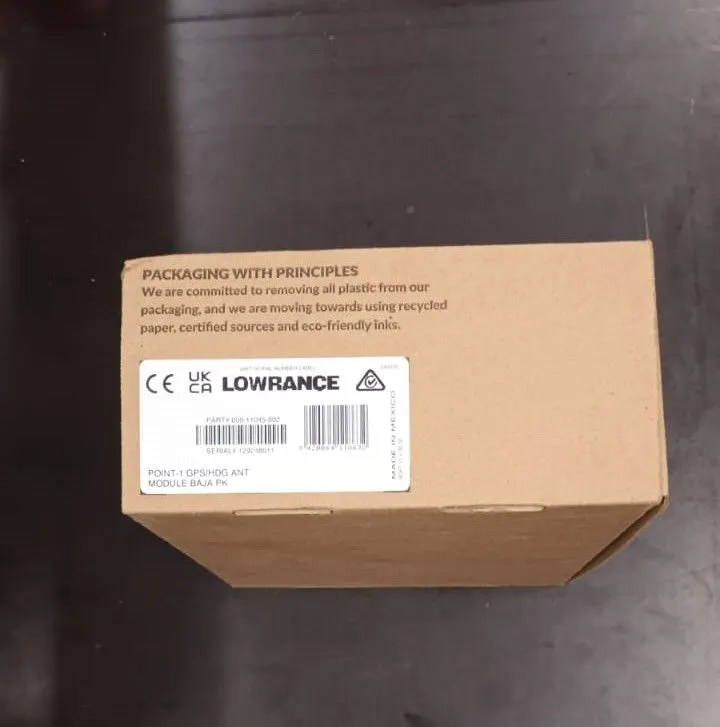 PACKAGING WITH PRINCIPLES
We are committed to removing all plastic from our
packaging, and we are moving towards using recycled
paper, certified sources and eco-friendly inks.
CE UK CA LOWRANCE
PART#
SERIAL#
MADE IN MEXICO
POINT-1 GPS/HDG ANT
MODULE BAJA PK